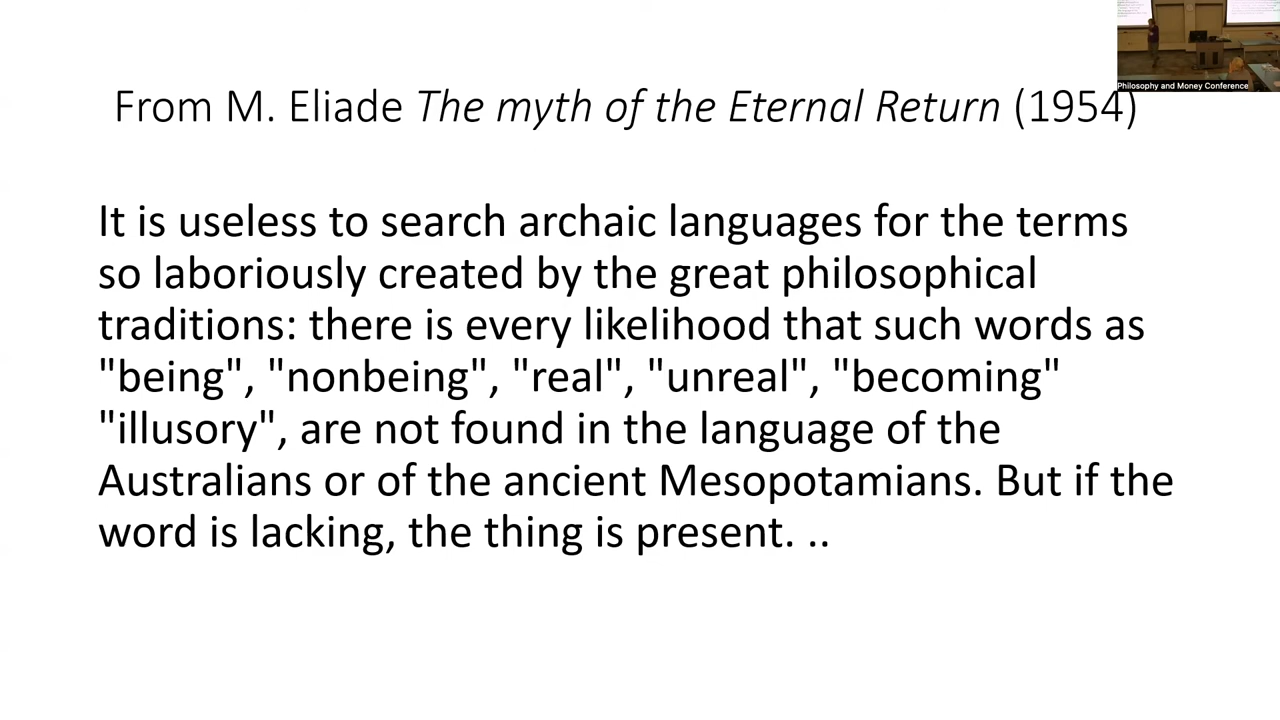 From M. Eliade The myth of the Eternal Return (1954)
Philosophy and Money Conference
It is useless to search archaic languages for the terms
so laboriously created by the great philosophical
traditions: there is every likelihood that such words as
"being", "nonbeing", "real", "unreal", "becoming"
"illusory", are not found in the language of the
Australians or of the ancient Mesopotamians. But if the
word is lacking, the thing is present. ..